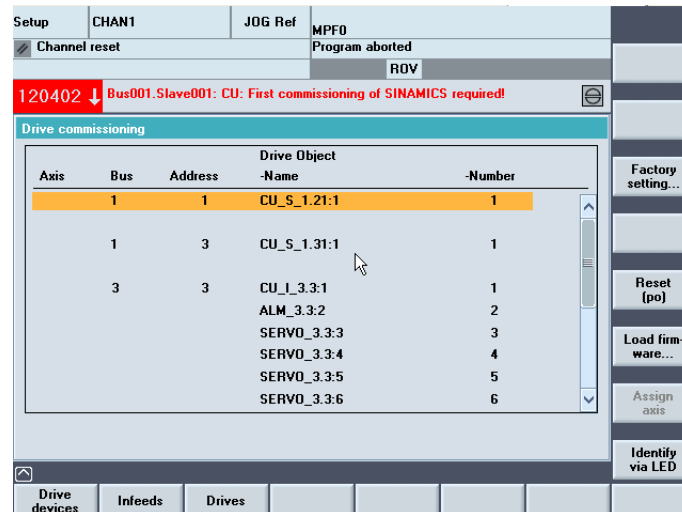 Setup CHAN1 JOG Ref MPF0
Channel reset Program aborted
ROV
120402 Bus001.Slave001: CU: First commissioning of SINAMICS required!
Drive commissioning
Drive Object
Axis Bus Address -Name -Number
1 1 CU_S_1.21:1 1
1 3 CU_S_1.31:1 1
3 3 CU_I_3.3:1 1
ALM_3.3:2 2
SERVO_3.3:3 3
SERVO_3.3:4 4
SERVO_3.3:5 5
SERVO_3.3:6 6
Factory
setting...
Reset
(po)
Load firm-
ware...
Assign
axis
Identify
via LED
Drive
devices
Infeeds
Drives